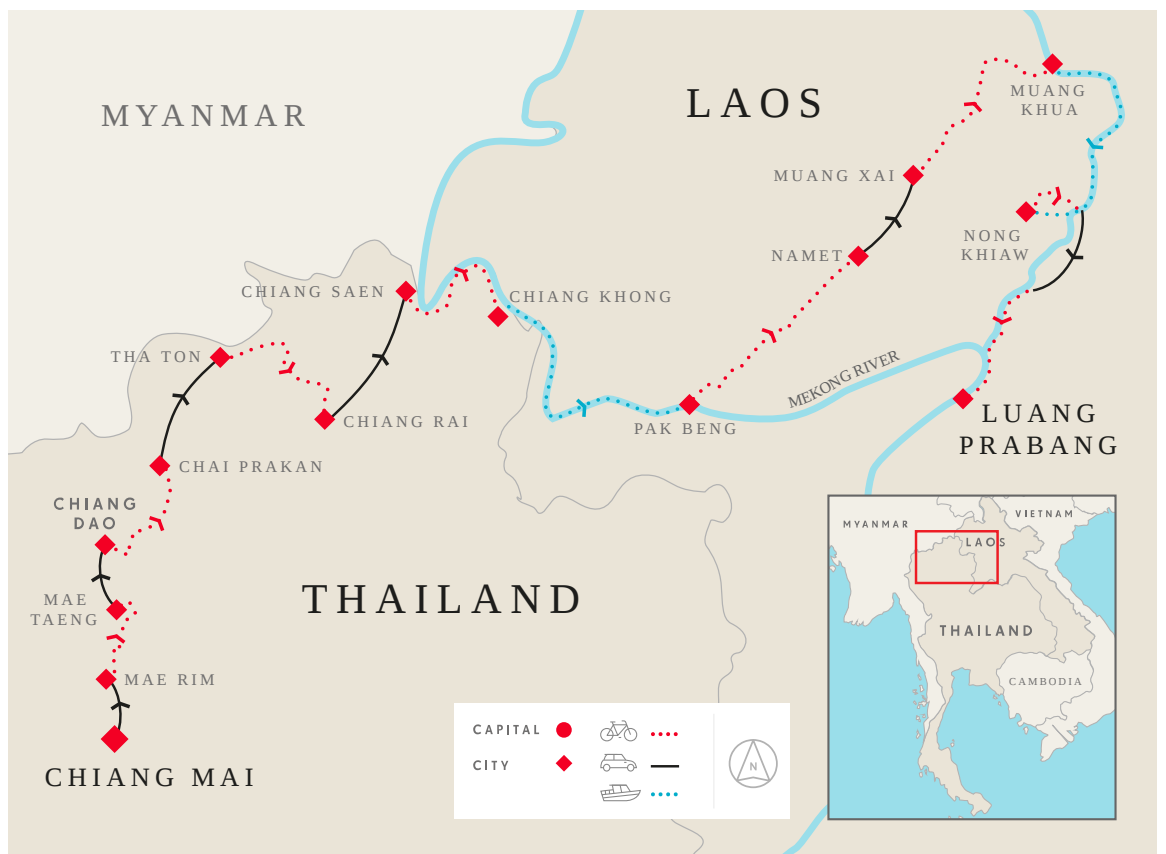 MYANMAR
LAOS
MUANG
KHUA
MUANG XAI
NONG
KHIAW
NAMET
CHIANG SAEN
CHIANG KHONG
THA TON
MEKONG RIVER
CHIANG RAI
PAK BENG
LUANG
PRABANG
CHAI PRAKAN
CHIANG
DAO
THAILAND
MAE
TAENG
MAE RIM
CHIANG MAI
CAPITAL
CITY
N
MYANMAR
VIETNAM
LAOS
THAILAND
CAMBODIA